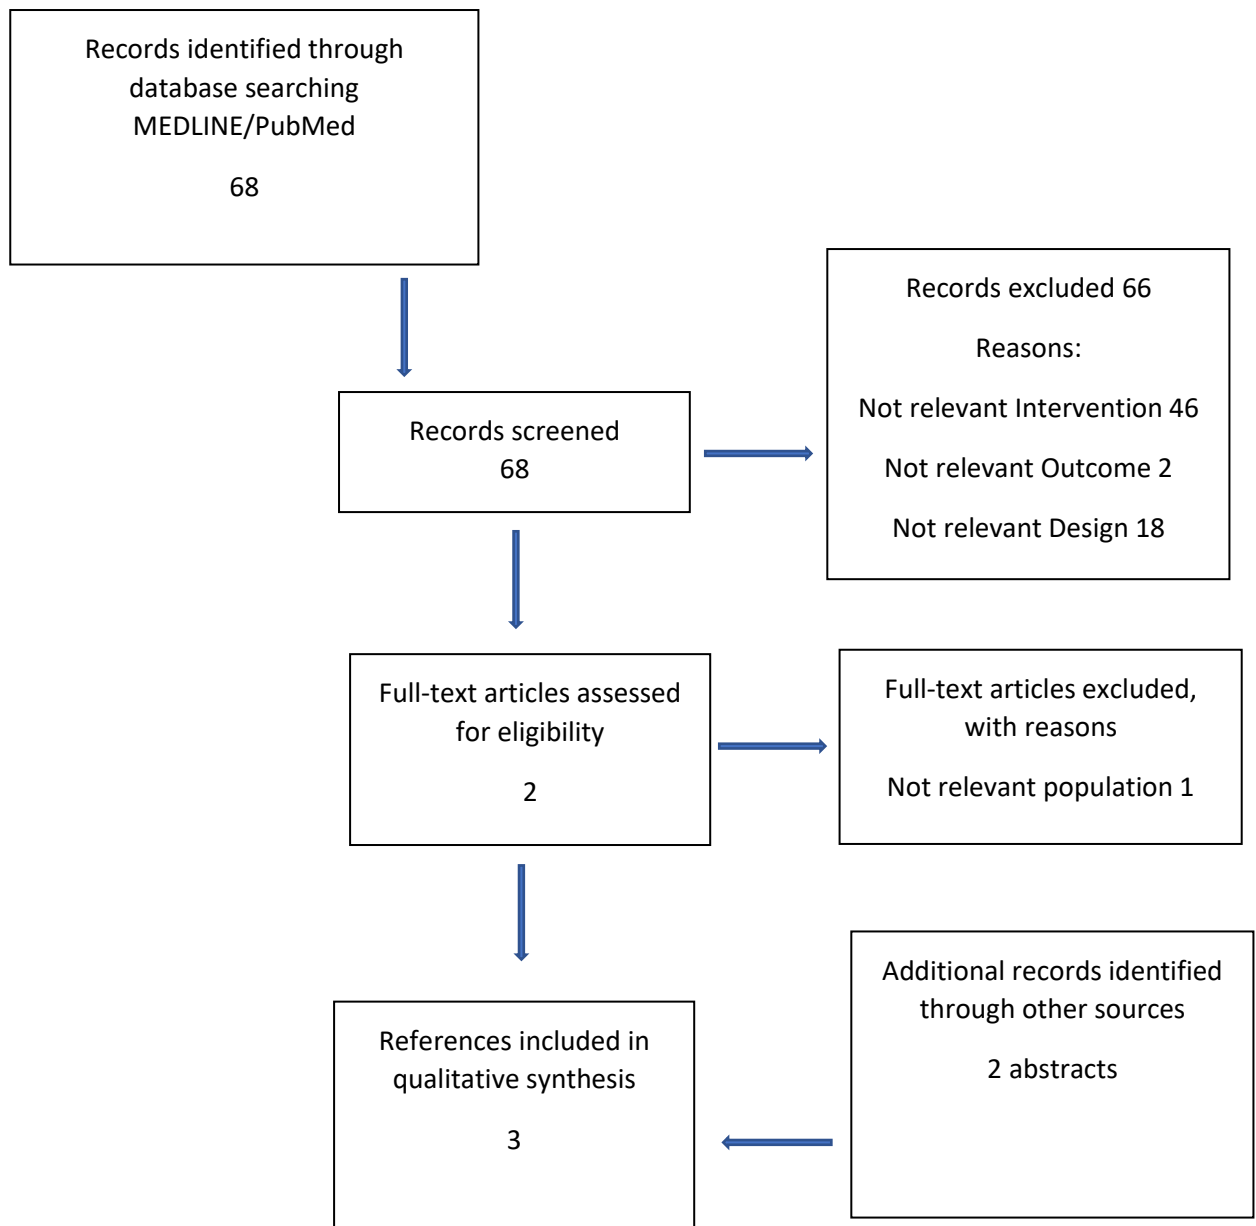 Records identified through
database searching
MEDLINE/PubMed
68
Records excluded 66
Reasons:
Not relevant Intervention 46
Not relevant Outcome 2
Not relevant Design 18
Records screened
68
Full-text articles assessed
for eligibility
2
Full-text articles excluded,
with reasons
Not relevant population 1
Additional records identified
through other sources
2 abstracts
References included in
qualitative synthesis
3